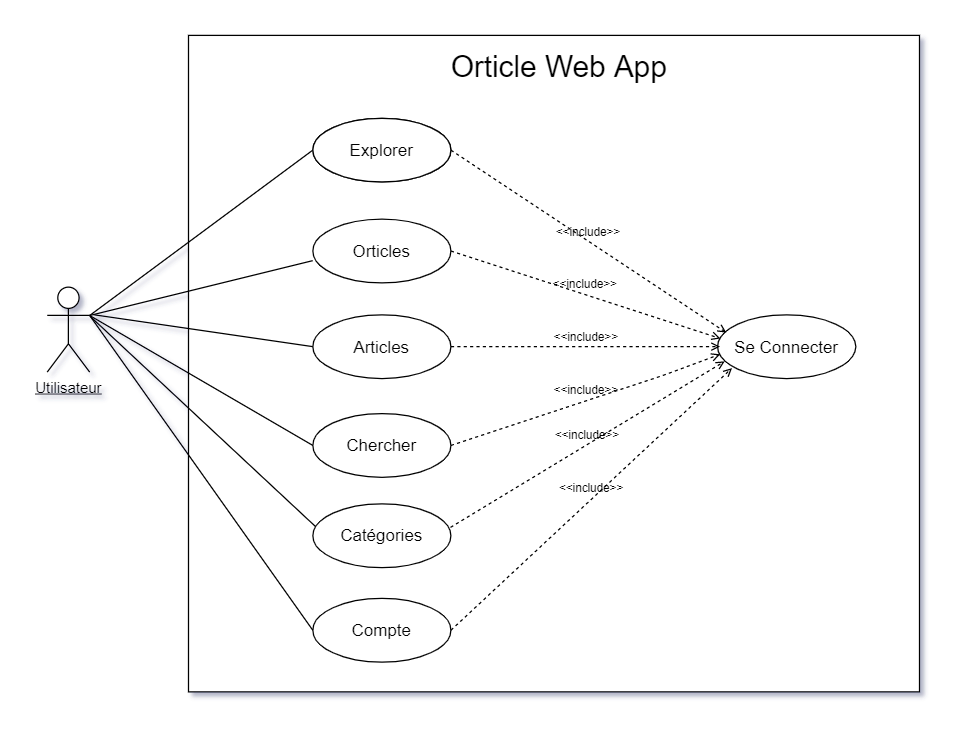 Orticle Web App
Explorer
<<include>>
Orticles
<<include>>
Articles
<<include>>
Se Connecter
Utilisateur
<<include>>
Chercher
<<include>>
Catégories
<<include>>
Compte